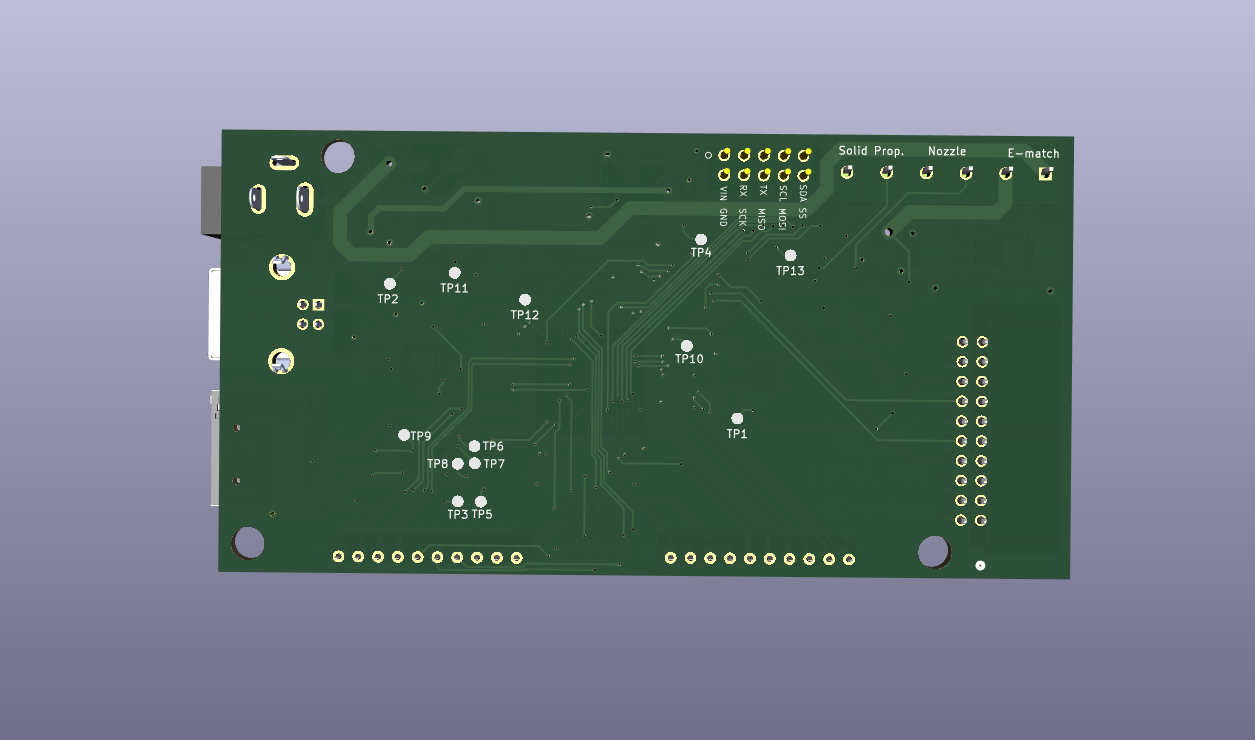 Solid Prop. Nozzle E-match
VIN GND
RX SCK
TX MISO
SCL MOSI
SDA SS
TP4
TP13
TP2
TP11
TP12
TP10
TP1
TP9
TP6
TP8
TP7
TP3
TP5